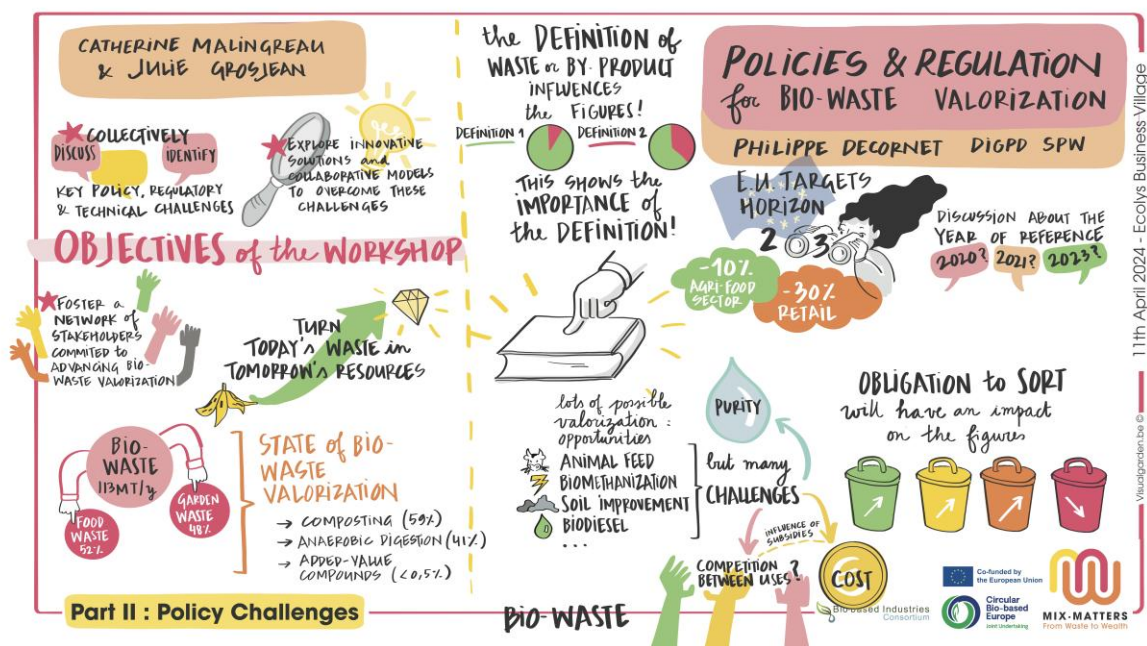 CATHERINE MALINGREAU
& JULIE GROSJEAN
COLLECTIVELY
DISCUSS
IDENTIFY
KEY POLICY, REGULATORY
& TECHNICAL CHALLENGES
EXPLORE INNOVATIVE
SOLUTIONS and
COLLABORATIVE MODELS
TO OVERCOME THESE
CHALLENGES
OBJECTIVES of the WORKSHOP
FOSTER a
NETWORK of
STAKEHOLDERS
COMMITED to
ADVANCING BIO-
WASTE VALORIZATION
TURN
TODAY'S WASTE in
TOMORROW'S RESOURCES
BIO-
WASTE
113MT/y
FOOD
WASTE
52%
GARDEN
WASTE
48%
STATE of BIO-
WASTE
VALORIZATION
→ COMPOSTING (59%)
→ ANAEROBIC DIGESTION (41%)
→ ADDED-VALUE
COMPOUNDS (<0,5%)
Part II : Policy Challenges
the DEFINITION of
WASTE or BY-PRODUCT
INFLUENCES
the FIGURES!
DEFINITION 1
DEFINITION 2
THIS SHOWS the
IMPORTANCE of
the DEFINITION!
lots of possible
valorization :
opportunities
ANIMAL FEED
BIOMETHANIZATION
SOIL IMPROVEMENT
BIODIESEL
...
but many
CHALLENGES
PURITY
INFLUENCE OF
SUBSIDIES
COMPETITION
BETWEEN USES?
COST
BIO-WASTE
POLICIES & REGULATION
for BIO-WASTE VALORIZATION
PHILIPPE DECORNET DIGPD SPW
E.U. TARGETS
HORIZON
2 3
-10%
AGRI-FOOD
SECTOR
-30%
RETAIL
DISCUSSION ABOUT THE
YEAR OF REFERENCE
2020?
2021?
2023?
OBLIGATION to SORT
will have an impact
on the figures
Bio-based Industries
Consortium
Co-funded by
the European Union
Circular
Bio-based
Europe
Joint Undertaking
MIX-MATTERS
From Waste to Wealth
11th April 2024 - Ecolys Business-Village
Visualgarden.be ©